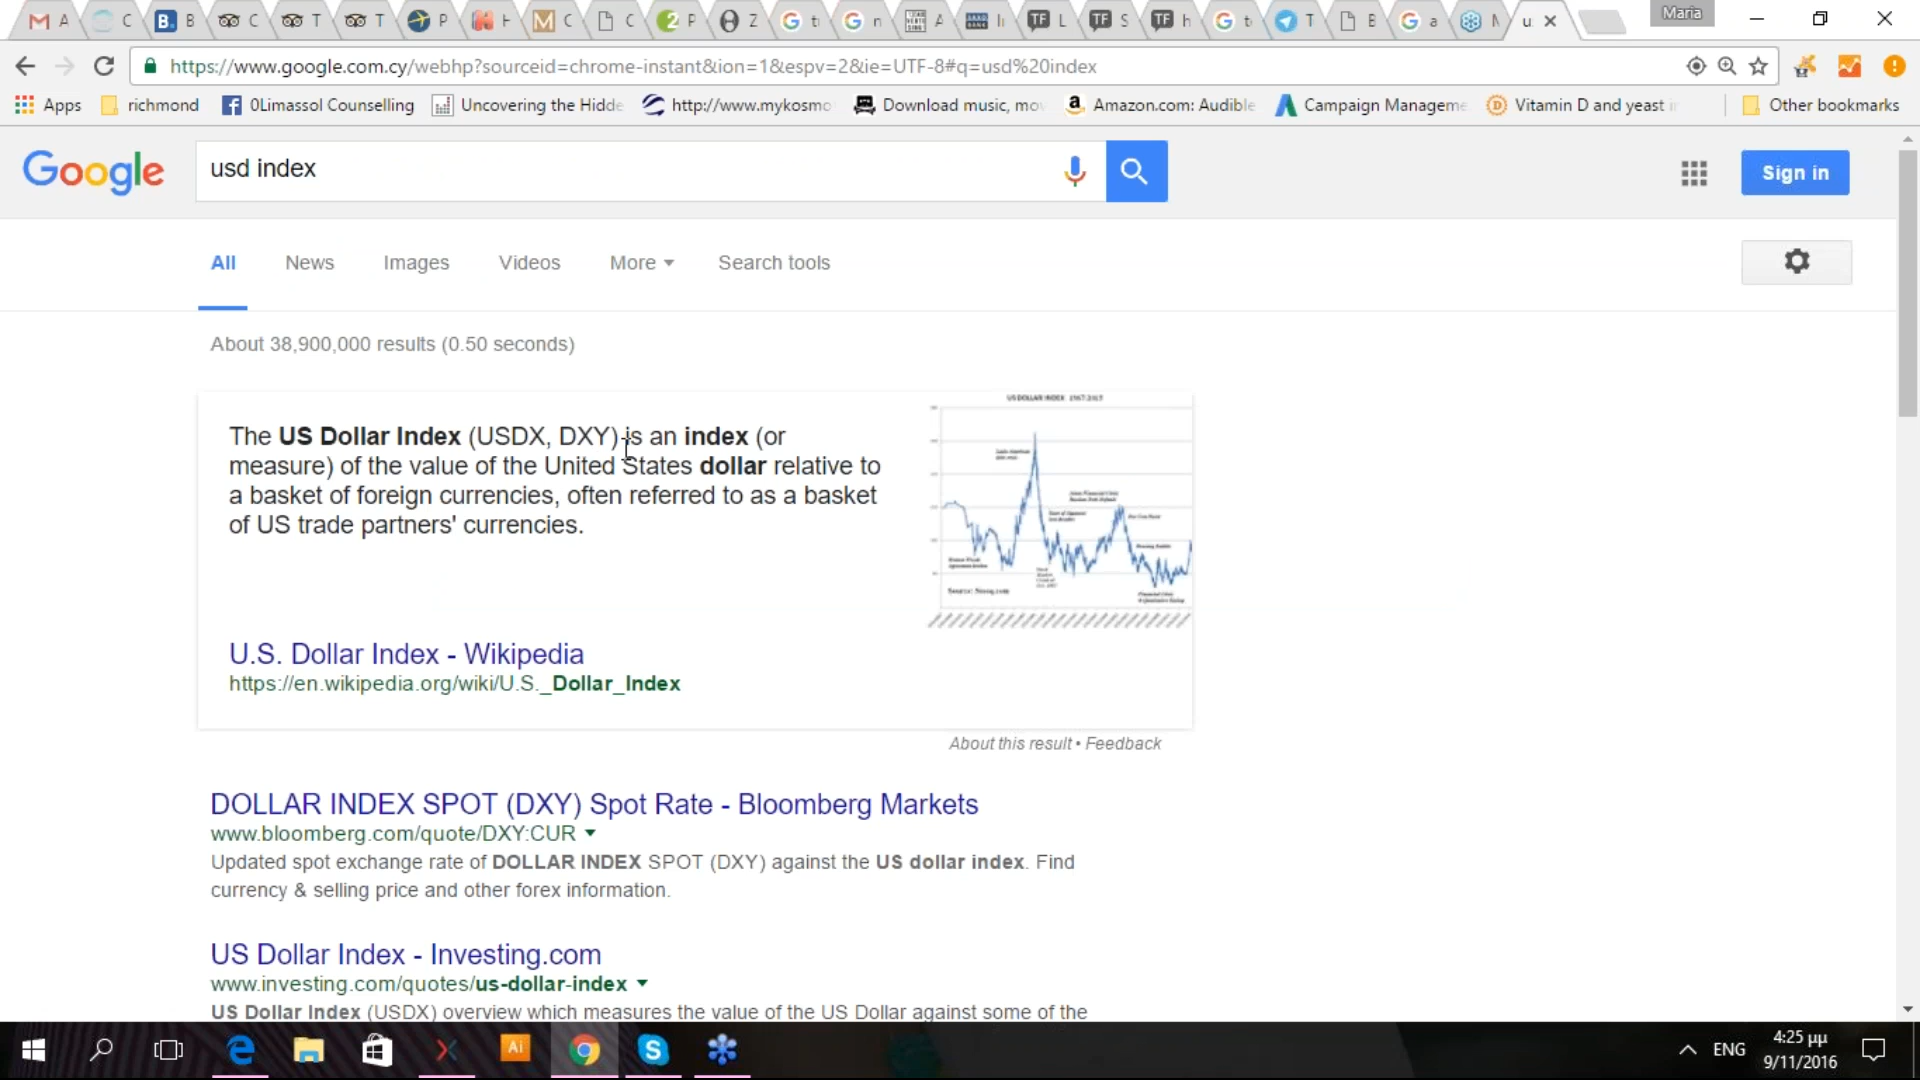 Maria
https://www.google.com.cy/webhp?sourceid=chrome-instant&ion=1&espv=2&ie=UTF-8#q=usd%20index
Apps richmond 0Limassol Counselling Uncovering the Hidde http://www.mykosmo Download music, mov Amazon.com: Audible Campaign Manageme Vitamin D and yeast i Other bookmarks
Google usd index Sign in
All News Images Videos More Search tools
About 38,900,000 results (0.50 seconds)
US DOLLAR INDEX 1967-2015
The US Dollar Index (USDX, DXY) is an index (or
measure) of the value of the United States dollar relative to
a basket of foreign currencies, often referred to as a basket
of US trade partners' currencies.
U.S. Dollar Index - Wikipedia
https://en.wikipedia.org/wiki/U.S._Dollar_Index
About this result • Feedback
DOLLAR INDEX SPOT (DXY) Spot Rate - Bloomberg Markets
www.bloomberg.com/quote/DXY:CUR
Updated spot exchange rate of DOLLAR INDEX SPOT (DXY) against the US dollar index. Find
currency & selling price and other forex information.
US Dollar Index - Investing.com
www.investing.com/quotes/us-dollar-index
US Dollar Index (USDX) overview which measures the value of the US Dollar against some of the
Ai
ENG
4:25 μμ
9/11/2016